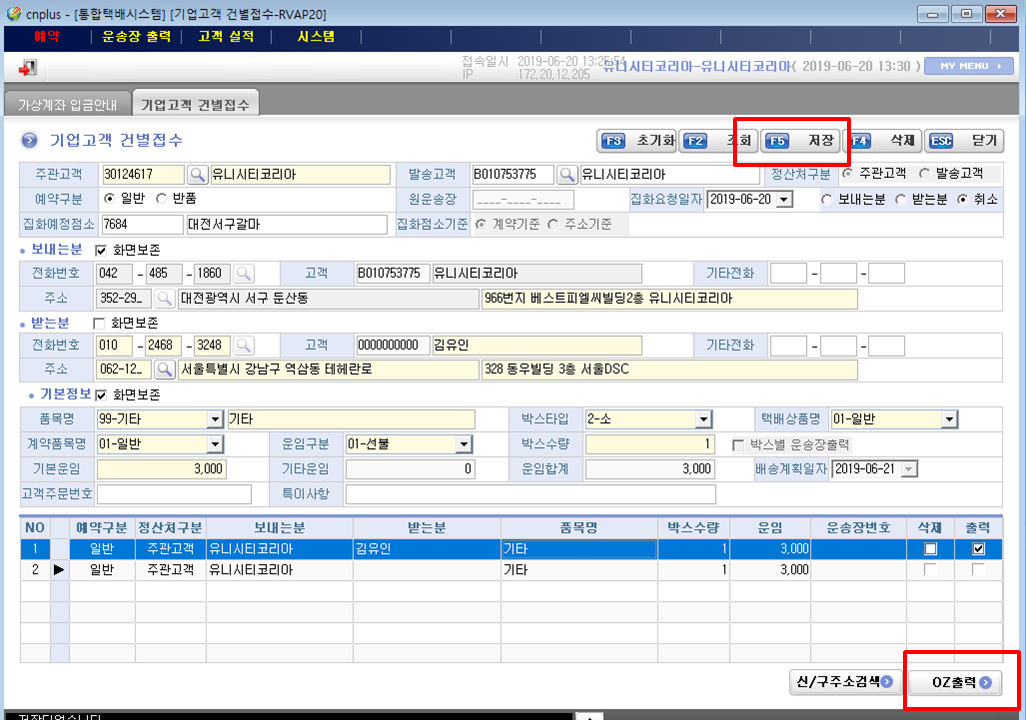 cnplus - [통합택배시스템] [기업고객 건별접수-RVAP20]
예약 운송장 출력 고객 실적 시스템
접속일시 2019-06-20 13:25:54
IP 172.20.12.205
유니시티코리아-유니시티코리아( 2019-06-20 13:30 ) MY MENU
가상계좌 입금안내 기업고객 건별접수
기업고객 건별접수 F3 초기화 F2 조회 F5 저장 F4 삭제 ESC 닫기
주관고객 30124617 유니시티코리아 발송고객 B010753775 유니시티코리아 정산처구분 주관고객 발송고객
예약구분 일반 반품 원운송장 ____-____-____ 집화요청일자 2019-06-20 보내는분 받는분 취소
집화예정점소 7684 대전서구갈마 집화점소기준 계약기준 주소기준
보내는분 화면보존
전화번호 042 - 485 - 1860 고객 B010753775 유니시티코리아 기타전화 - -
주소 352-29_ 대전광역시 서구 둔산동 966번지 베스트피엘씨빌딩2층 유니시티코리아
받는분 화면보존
전화번호 010 - 2468 - 3248 고객 0000000000 김유인 기타전화 - -
주소 062-12_ 서울특별시 강남구 역삼동 테헤란로 328 동우빌딩 3층 서울DSC
기본정보 화면보존
품목명 99-기타 기타 박스타입 2-소 택배상품명 01-일반
계약품목명 01-일반 운임구분 01-선불 박스수량 1 박스별 운송장출력
기본운임 3,000 기타운임 0 운임합계 3,000 배송계획일자 2019-06-21
고객주문번호 특이사항
NO 예약구분 정산처구분 보내는분 받는분 품목명 박스수량 운임 운송장번호 삭제 출력
1 일반 주관고객 유니시티코리아 김유인 기타 1 3,000
2 일반 주관고객 유니시티코리아 기타 1 3,000
신/구주소검색 OZ출력
저장되었습니다